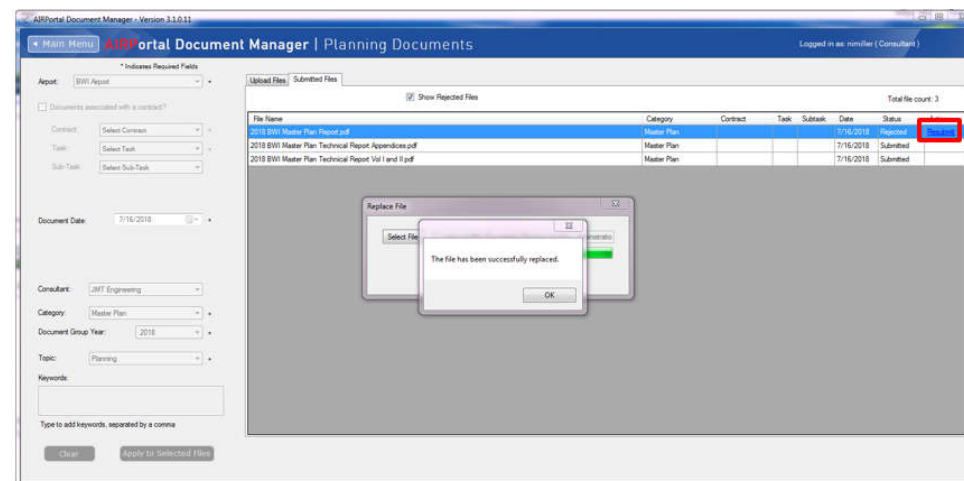 AIRPortal Document Manager - Version 3.1.0.11
Main Menu AIRPortal Document Manager | Planning Documents Logged in as: nimiller ( Consultant )
* Indicates Required Fields
Airport: BWI Airport *
Documents associated with a contract?
Contract: Select Contract *
Task: Select Task *
Sub-Task: Select Sub-Task
Document Date: 7/16/2018 *
Consultant: JMT Engineering
Category: Master Plan *
Document Group Year: 2018 *
Topic: Planning *
Keywords:
Type to add keywords, separated by a comma
Clear Apply to Selected Files
Upload Files Submitted Files
Show Rejected Files Total file count: 3
File Name Category Contract Task Subtask Date Status
2018 BWI Master Plan Report.pdf Master Plan 7/16/2018 Rejected Resubmit
2018 BWI Master Plan Technical Report Appendices.pdf Master Plan 7/16/2018 Submitted
2018 BWI Master Plan Technical Report Vol I and II.pdf Master Plan 7/16/2018 Submitted
Replace File
Select File
The file has been successfully replaced.
OK